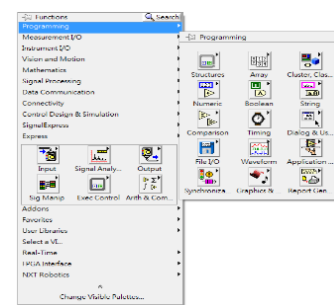 Functions
Search
Programming
Measurement I/O
Instrument I/O
Vision and Motion
Mathematics
Signal Processing
Data Communication
Connectivity
Control Design & Simulation
SignalExpress
Express
Input
Signal Analy...
Output
Sig Manip
Exec Control
Arith & Com...
Addons
Favorites
User Libraries
Select a VI...
Real-Time
FPGA Interface
NXT Robotics
Change Visible Palettes...
Programming
Structures
Array
Cluster, Clas...
Numeric
Boolean
String
Comparison
Timing
Dialog & Us...
File I/O
Waveform
Application ...
Synchroniza...
Graphics &
Report Gen...